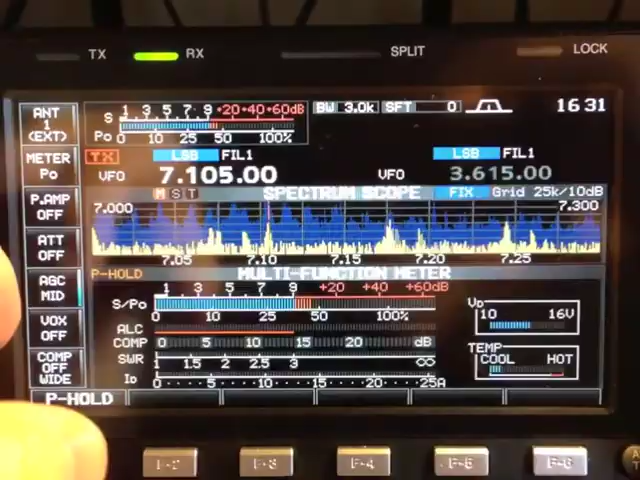 TX RX SPLIT LOCK
ANT 1 (EXT)
S 1 3 5 7 9 +20 +40 +60dB
Po 0 10 25 50 100%
BW 3.0k SFT 0
16 31
METER Po
TX LSB FIL1
VFO 7.105.00
LSB FIL1
VFO 3.615.00
P.AMP OFF
M S T SPECTRUM SCOPE FIX Grid 25k/10dB
7.000 7.300
7.05 7.10 7.15 7.20 7.25
ATT OFF
AGC MID
P-HOLD MULTI-FUNCTION METER
1 3 5 7 9 +20 +40 +60dB
S/Po
0 10 25 50 100%
VD 10 16V
VOX OFF
ALC
COMP 0 5 10 15 20 dB
SWR 1 1.5 2 2.5 3 ∞
ID 0 5 10 15 20 25A
TEMP COOL HOT
COMP OFF WIDE
P-HOLD
F-2 F-3 F-4 F-5 F-6